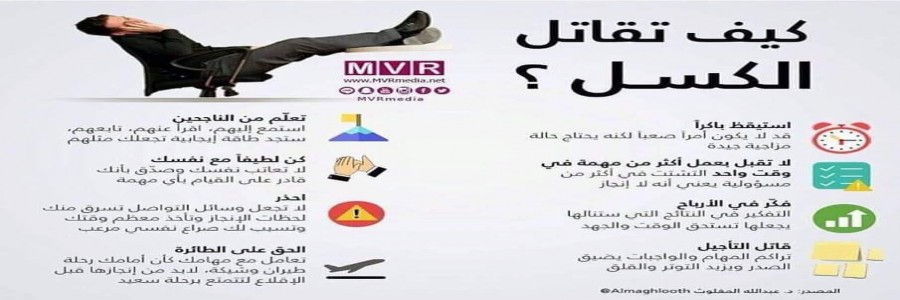 كيف تقاتل
الكسل ؟
MVR
www.MVRmedia.net
MVRmedia
استيقظ باكراً
قد لا يكون أمراً صعباً لكنه يحتاج حالة
مزاجية جيدة
لا تقبل بعمل أكثر من مهمة في
وقت واحد التشتت في أكثر من
مسؤولية يعني أنه لا إنجاز
فكّر في الأرباح
التفكير في النتائج التي ستنالها
يجعلها تستحق الوقت والجهد
قاتل التأجيل
تراكم المهام والواجبات يضيق
الصدر ويزيد التوتر والقلق
تعلّم من الناجحين
استمع إليهم، اقرأ عنهم، تابعهم،
ستجد طاقة إيجابية تجعلك مثلهم
كن لطيفاً مع نفسك
لا تعاتب نفسك وصدّق بأنك
قادر على القيام بأي مهمة
احذر
لا تجعل وسائل التواصل تسرق منك
لحظات الإنجاز وتأخذ معظم وقتك
وتسبب لك صراع نفسي مرعب
الحق على الطائرة
تعامل مع مهامك كأن أمامك رحلة
طيران وشيكة، لابد من إنجازها قبل
الإقلاع لتتمتع برحلة سعيد
المصدر: د. عبدالله المغلوث @Almaghlooth